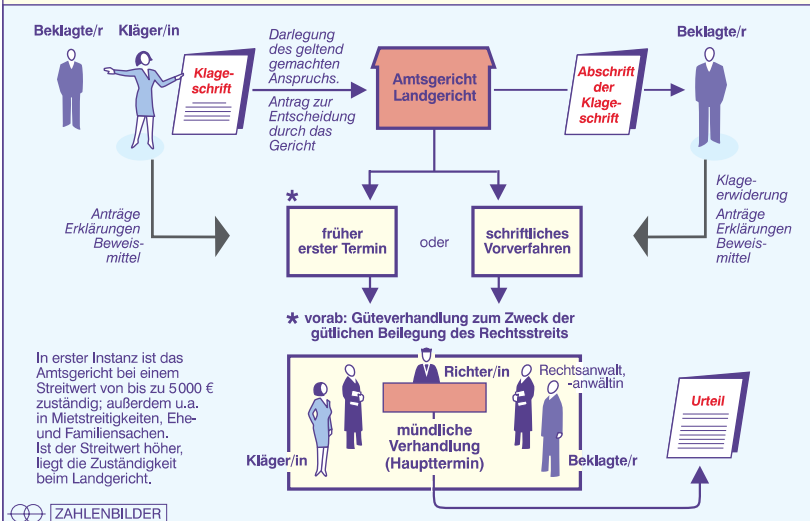 Beklagte/r Kläger/in
Klage-
schrift
Darlegung
des geltend
gemachten
Anspruchs.
Antrag zur
Entscheidung
durch das
Gericht
Amtsgericht
Landgericht
Abschrift
der
Klage-
schrift
Beklagte/r
Anträge
Erklärungen
Beweis-
mittel
*
früher
erster Termin
oder
schriftliches
Vorverfahren
Klage-
erwiderung
Anträge
Erklärungen
Beweis-
mittel
* vorab: Güteverhandlung zum Zweck der
gütlichen Beilegung des Rechtsstreits
In erster Instanz ist das
Amtsgericht bei einem
Streitwert von bis zu 5000 €
zuständig; außerdem u.a.
in Mietstreitigkeiten, Ehe-
und Familiensachen.
Ist der Streitwert höher,
liegt die Zuständigkeit
beim Landgericht.
Richter/in
Rechtsanwalt,
-anwältin
mündliche
Verhandlung
(Haupttermin)
Kläger/in
Beklagte/r
Urteil
ZAHLENBILDER